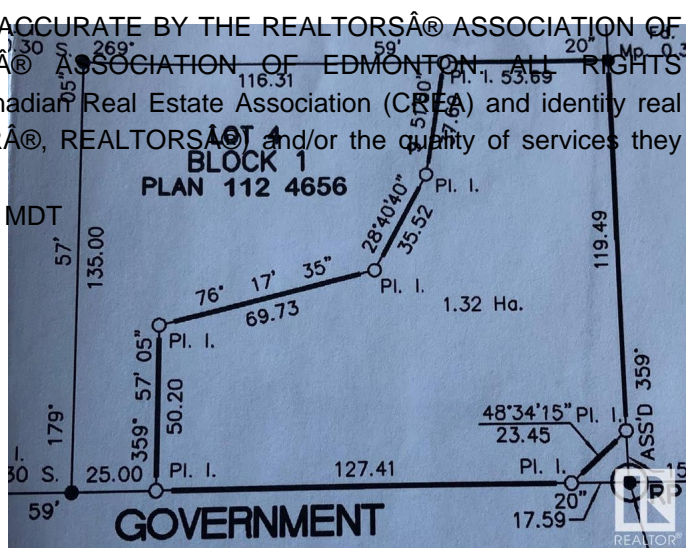 ACCURATE BY THE REALTORSÂ® ASSOCIATION OF
Â® ASSOCIATION OF EDMONTON ALL RIGHTS
nadian Real Estate Association (CREA) and identity real
RÂ®, REALTORSÂ®) and/or the quality of services they
MDT
269° 59' 20"
116.31
Pl. I. 53.69
LOT 4
BLOCK 1
PLAN 112 4656
Pl. I.
28°40'40"
35.52
57'
135.00
119.49
76° 17' 35"
69.73
Pl. I.
1.32 Ha.
Pl. I.
359° 57' 05"
50.20
179°
ASS'D 359°
48°34'15" Pl. I.
23.45
25.00 Pl. I. 127.41 Pl. I.
59'
20"
17.59
GOVERNMENT
REALTOR®